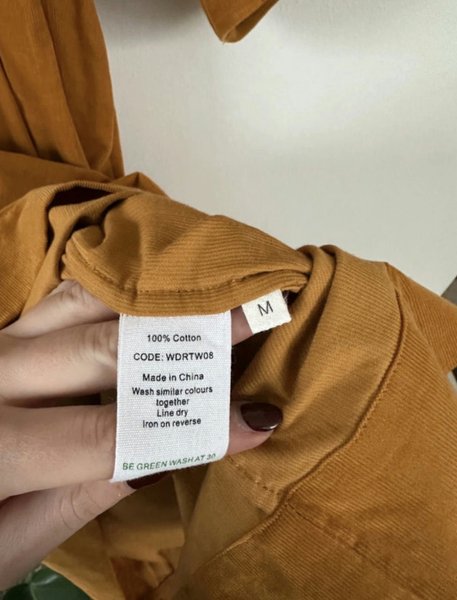 M
100% Cotton
CODE: WDRTW08
Made in China
Wash similar colours
together
Line dry
Iron on reverse
BE GREEN WASH AT 30